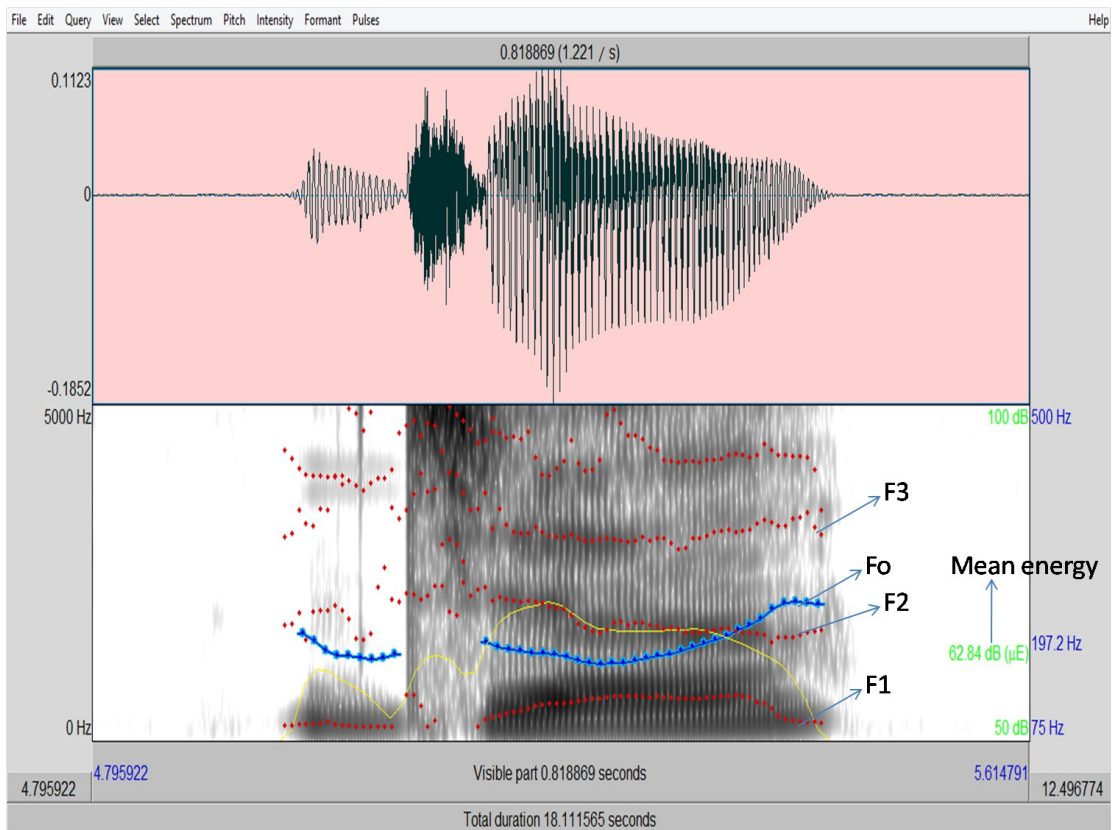 File Edit Query View Select Spectrum Pitch Intensity Formant Pulses Help
0.818869 (1.221 / s)
0.1123
0
-0.1852
5000 Hz
100 dB 500 Hz
F3
Fo
Mean energy
F2
197.2 Hz
62.84 dB (µE)
F1
0 Hz
50 dB 75 Hz
4.795922 Visible part 0.818869 seconds 5.614791
4.795922 12.496774
Total duration 18.111565 seconds